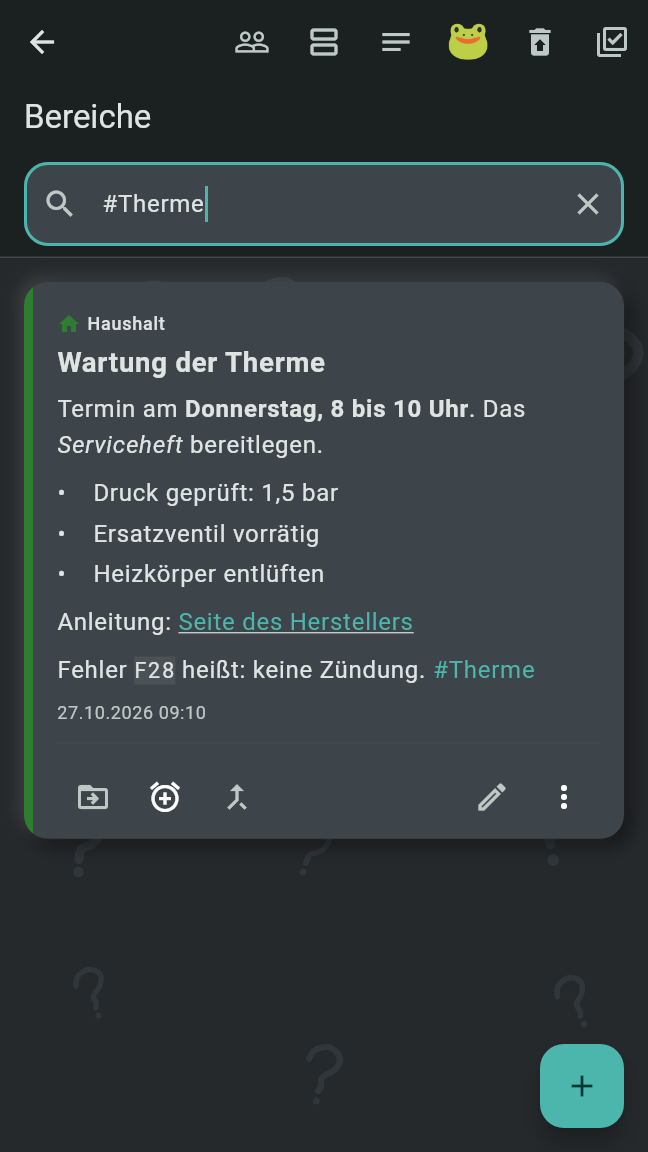 Bereiche
#Therme
Haushalt
Wartung der Therme
Termin am Donnerstag, 8 bis 10 Uhr. Das
Serviceheft bereitlegen.
• Druck geprüft: 1,5 bar
• Ersatzventil vorrätig
• Heizkörper entlüften
Anleitung: Seite des Herstellers
Fehler F28 heißt: keine Zündung. #Therme
27.10.2026 09:10